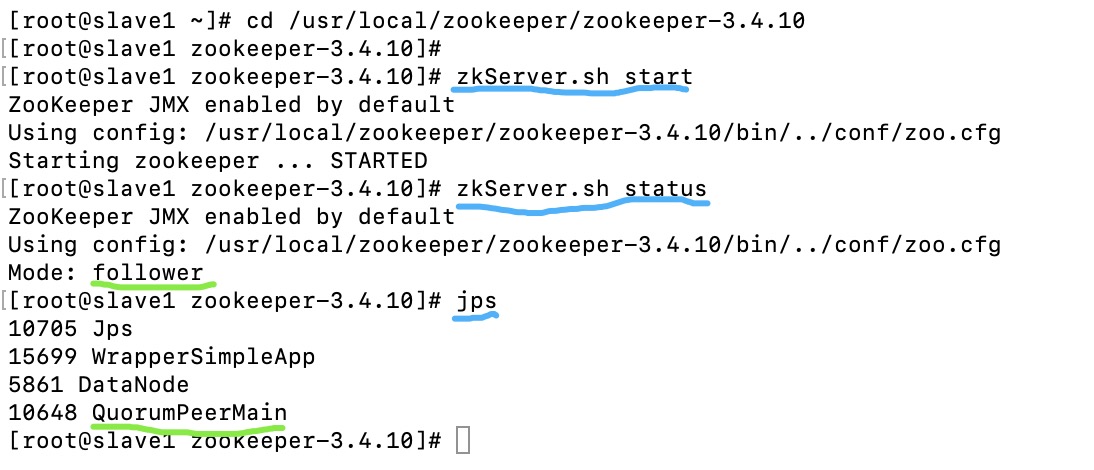 [root@slave1 ~]# cd /usr/local/zookeeper/zookeeper-3.4.10
[[root@slave1 zookeeper-3.4.10]#
[[root@slave1 zookeeper-3.4.10]# zkServer.sh start
ZooKeeper JMX enabled by default
Using config: /usr/local/zookeeper/zookeeper-3.4.10/bin/../conf/zoo.cfg
Starting zookeeper ... STARTED
[[root@slave1 zookeeper-3.4.10]# zkServer.sh status
ZooKeeper JMX enabled by default
Using config: /usr/local/zookeeper/zookeeper-3.4.10/bin/../conf/zoo.cfg
Mode: follower
[[root@slave1 zookeeper-3.4.10]# jps
10705 Jps
15699 WrapperSimpleApp
5861 DataNode
10648 QuorumPeerMain
[root@slave1 zookeeper-3.4.10]#